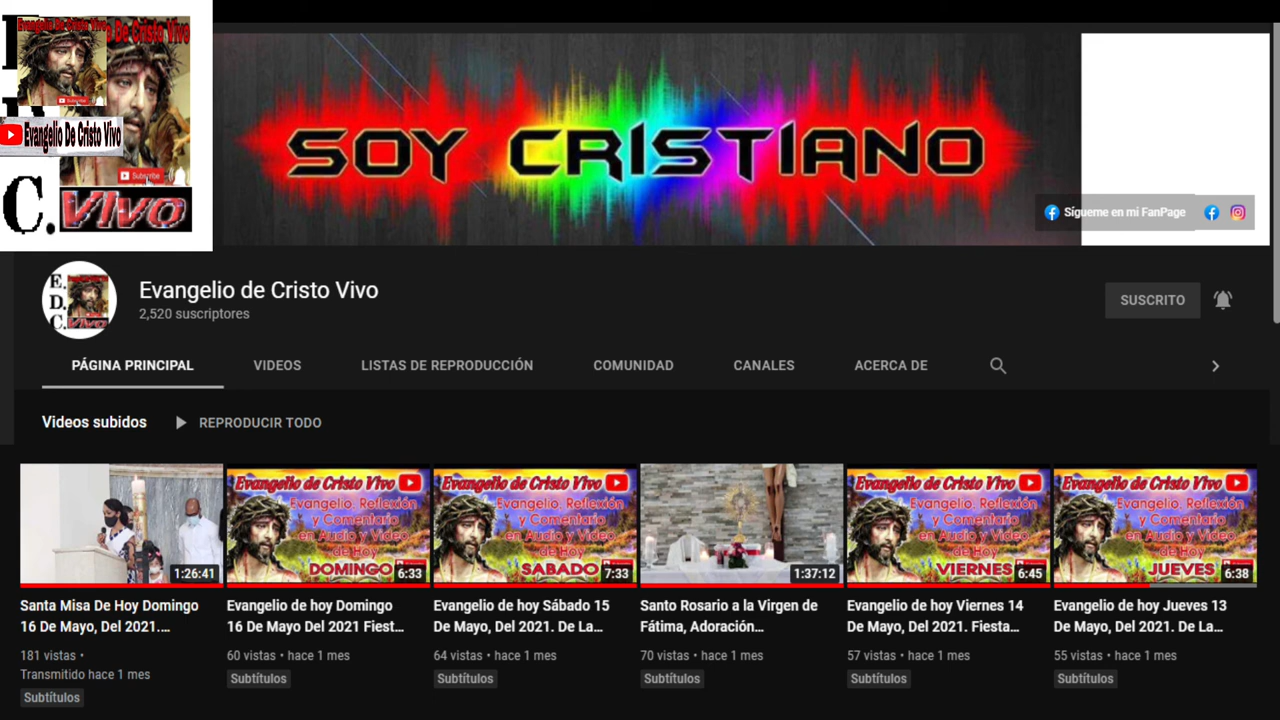 Evangelio De Cristo Vivo
De Cristo Vivo
Subscribe
Evangelio De Cristo Vivo
Subscribe
C. Vivo
SOY CRISTIANO
Sígueme en mi FanPage
E.
D.
C. Vivo
Evangelio de Cristo Vivo
2,520 suscriptores
SUSCRITO
PÁGINA PRINCIPAL
VIDEOS
LISTAS DE REPRODUCCIÓN
COMUNIDAD
CANALES
ACERCA DE
Videos subidos
REPRODUCIR TODO
1:26:41
Santa Misa De Hoy Domingo
16 De Mayo, Del 2021....
181 vistas •
Transmitido hace 1 mes
Subtítulos
Evangelio de Cristo Vivo
Evangelio, Reflexión
y Comentario
en Audio y Video
de Hoy
DOMINGO
6:33
Evangelio de hoy Domingo
16 De Mayo Del 2021 Fiest...
60 vistas • hace 1 mes
Subtítulos
Evangelio de Cristo Vivo
Evangelio, Reflexión
y Comentario
en Audio y Video
de Hoy
SABADO
7:33
Evangelio de hoy Sábado 15
De Mayo, Del 2021. De La...
64 vistas • hace 1 mes
Subtítulos
1:37:12
Santo Rosario a la Virgen de
Fátima, Adoración...
70 vistas • hace 1 mes
Subtítulos
Evangelio de Cristo Vivo
Evangelio, Reflexión
y Comentario
en Audio y Video
de Hoy
VIERNES
6:45
Evangelio de hoy Viernes 14
De Mayo, Del 2021. Fiesta...
57 vistas • hace 1 mes
Subtítulos
Evangelio de Cristo Vivo
Evangelio, Reflexión
y Comentario
en Audio y Video
de Hoy
JUEVES
6:38
Evangelio de hoy Jueves 13
De Mayo, Del 2021. De La...
55 vistas • hace 1 mes
Subtítulos